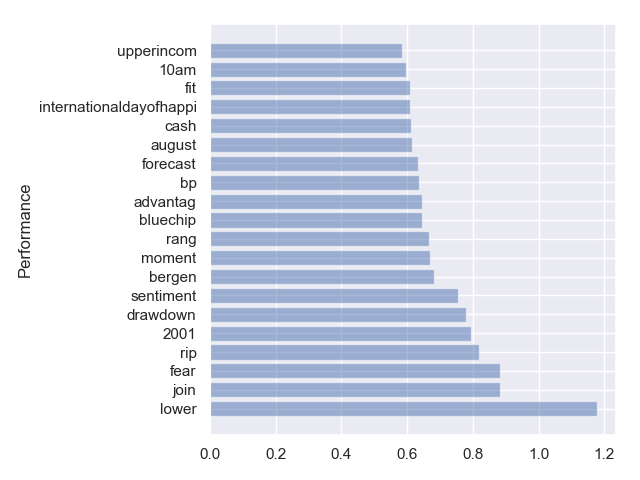 upperincom
10am
fit
internationaldayofhappi
cash
august
forecast
bp
advantag
bluechip
rang
moment
bergen
sentiment
drawdown
2001
rip
fear
join
lower
Performance
0.0 0.2 0.4 0.6 0.8 1.0 1.2